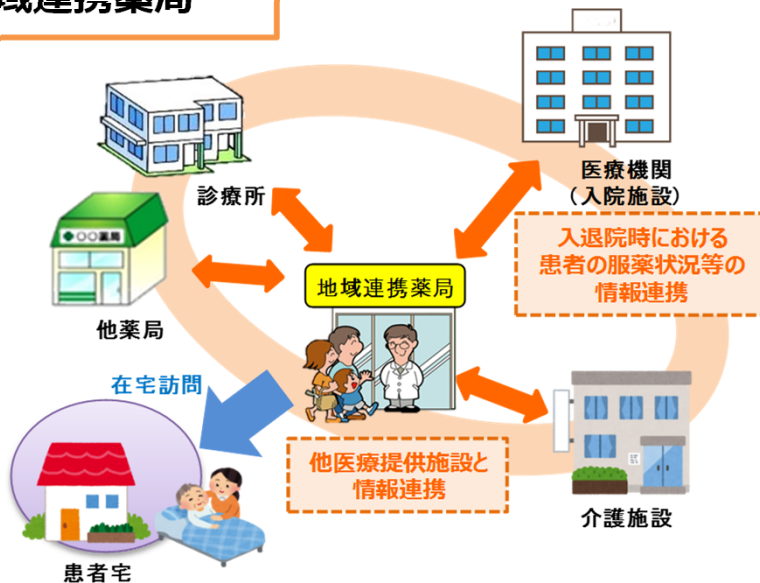 域連携薬局
診療所
医療機関
（入院施設）
○○薬局
入退院時における
患者の服薬状況等の
情報連携
地域連携薬局
他薬局
在宅訪問
他医療提供施設と
情報連携
介護施設
患者宅